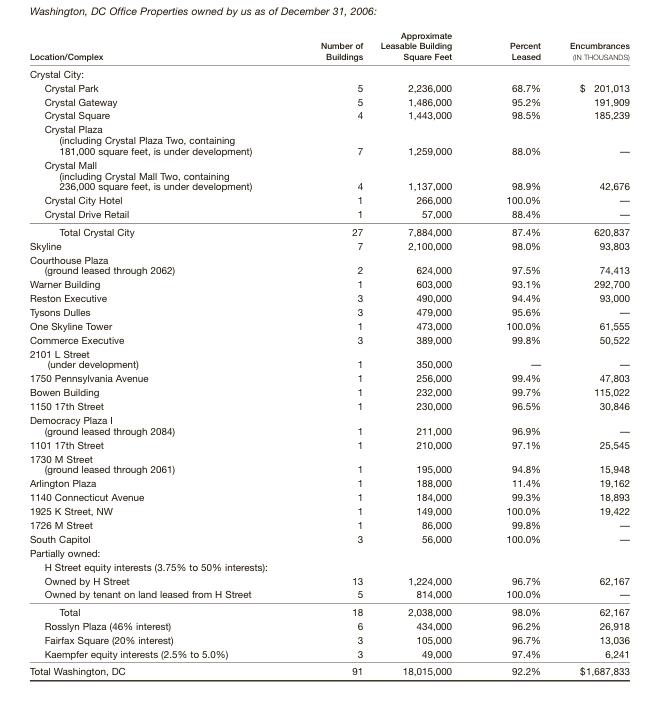 Washington, DC Office Properties owned by us as of December 31, 2006:
Approximate
Number of Leasable Building Percent Encumbrances
Location/Complex Buildings Square Feet Leased (IN THOUSANDS)
Crystal City:
Crystal Park 5 2,236,000 68.7% $ 201,013
Crystal Gateway 5 1,486,000 95.2% 191,909
Crystal Square 4 1,443,000 98.5% 185,239
Crystal Plaza
(including Crystal Plaza Two, containing
181,000 square feet, is under development) 7 1,259,000 88.0% —
Crystal Mall
(including Crystal Mall Two, containing
236,000 square feet, is under development) 4 1,137,000 98.9% 42,676
Crystal City Hotel 1 266,000 100.0% —
Crystal Drive Retail 1 57,000 88.4% —
Total Crystal City 27 7,884,000 87.4% 620,837
Skyline 7 2,100,000 98.0% 93,803
Courthouse Plaza
(ground leased through 2062) 2 624,000 97.5% 74,413
Warner Building 1 603,000 93.1% 292,700
Reston Executive 3 490,000 94.4% 93,000
Tysons Dulles 3 479,000 95.6% —
One Skyline Tower 1 473,000 100.0% 61,555
Commerce Executive 3 389,000 99.8% 50,522
2101 L Street
(under development) 1 350,000 — —
1750 Pennsylvania Avenue 1 256,000 99.4% 47,803
Bowen Building 1 232,000 99.7% 115,022
1150 17th Street 1 230,000 96.5% 30,846
Democracy Plaza I
(ground leased through 2084) 1 211,000 96.9% —
1101 17th Street 1 210,000 97.1% 25,545
1730 M Street
(ground leased through 2061) 1 195,000 94.8% 15,948
Arlington Plaza 1 188,000 11.4% 19,162
1140 Connecticut Avenue 1 184,000 99.3% 18,893
1925 K Street, NW 1 149,000 100.0% 19,422
1726 M Street 1 86,000 99.8% —
South Capitol 3 56,000 100.0% —
Partially owned:
H Street equity interests (3.75% to 50% interests):
Owned by H Street 13 1,224,000 96.7% 62,167
Owned by tenant on land leased from H Street 5 814,000 100.0% —
Total 18 2,038,000 98.0% 62,167
Rosslyn Plaza (46% interest) 6 434,000 96.2% 26,918
Fairfax Square (20% interest) 3 105,000 96.7% 13,036
Kaempfer equity interests (2.5% to 5.0%) 3 49,000 97.4% 6,241
Total Washington, DC 91 18,015,000 92.2% $1,687,833